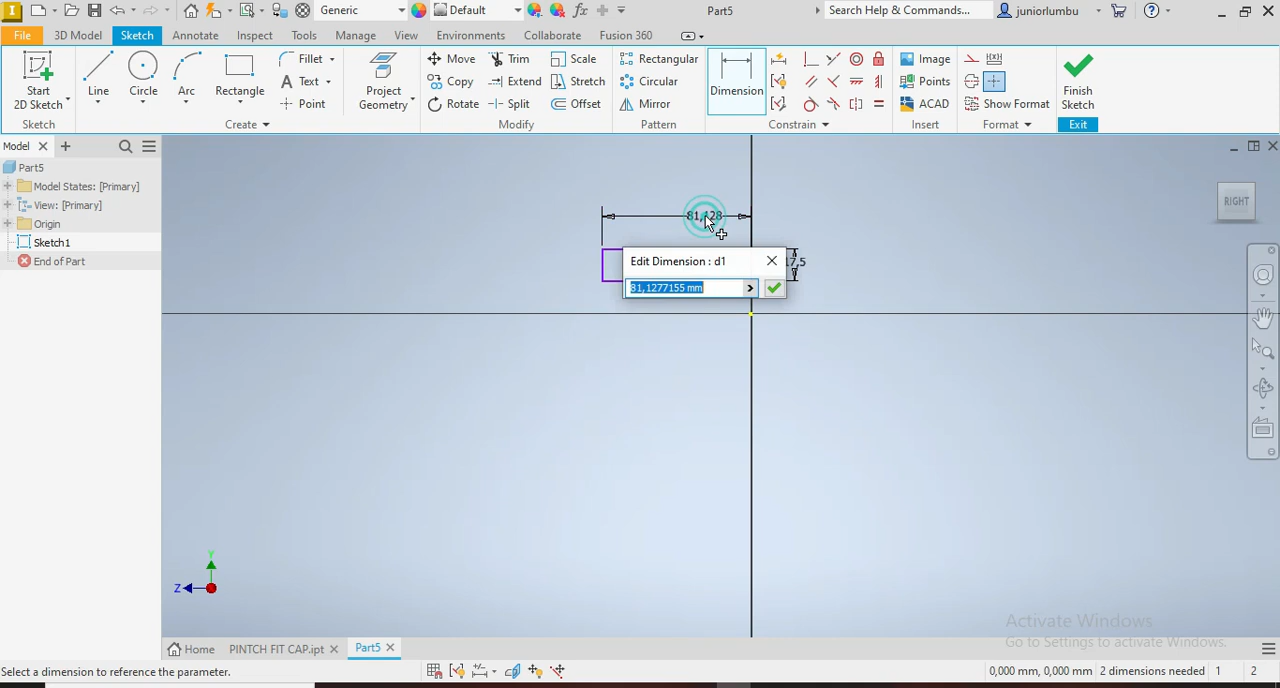 Generic
Default
Part5
Search Help & Commands...
juniorlumbu
File
3D Model
Sketch
Annotate
Inspect
Tools
Manage
View
Environments
Collaborate
Fusion 360
Start
2D Sketch
Line
Circle
Arc
Rectangle
Fillet
Text
Point
Project
Geometry
Move
Copy
Rotate
Trim
Extend
Split
Scale
Stretch
Offset
Rectangular
Circular
Mirror
Dimension
Image
Points
ACAD
Show Format
Finish
Sketch
Sketch
Create
Modify
Pattern
Constrain
Insert
Format
Exit
Model
Part5
Model States: [Primary]
View: [Primary]
Origin
Sketch1
End of Part
81,128
17,5
Edit Dimension : d1
81,1277155 mm
RIGHT
Y
Z
Activate Windows
Go to Settings to activate Windows.
Home
PINTCH FIT CAP.ipt
Part5
Select a dimension to reference the parameter.
0,000 mm, 0,000 mm
2 dimensions needed
1
2